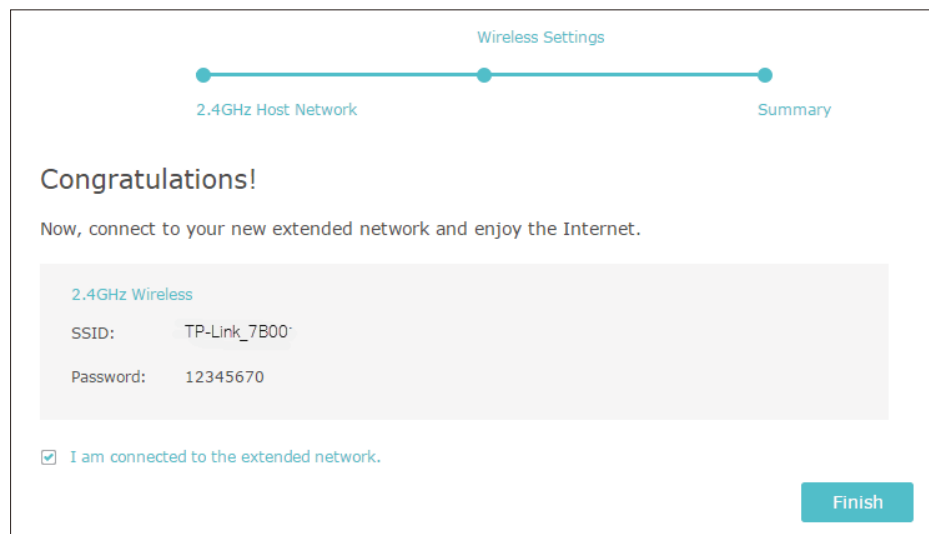 Wireless Settings
2.4GHz Host Network Summary
Congratulations!
Now, connect to your new extended network and enjoy the Internet.
2.4GHz Wireless
SSID: TP-Link_7B00
Password: 12345670
I am connected to the extended network.
Finish